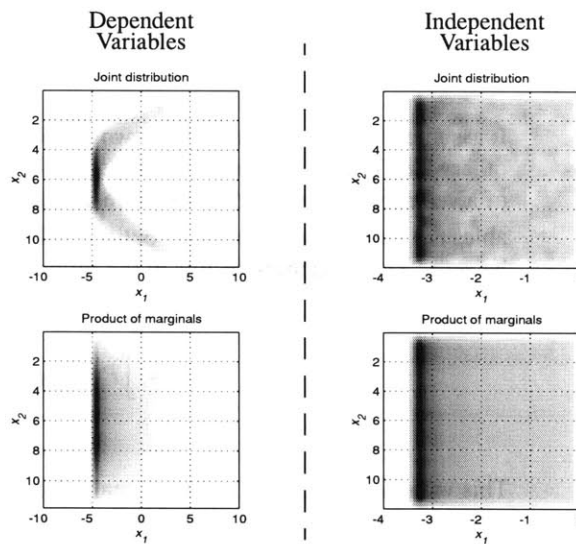 Dependent
Variables
Independent
Variables
Joint distribution
2
4
6
8
10
x2
-10
-5
0
5
10
x1
Joint distribution
2
4
6
8
10
x2
-4
-3
-2
-1
x1
Product of marginals
2
4
6
8
10
x2
-10
-5
0
5
10
x1
Product of marginals
2
4
6
8
10
x2
-4
-3
-2
-1
x1